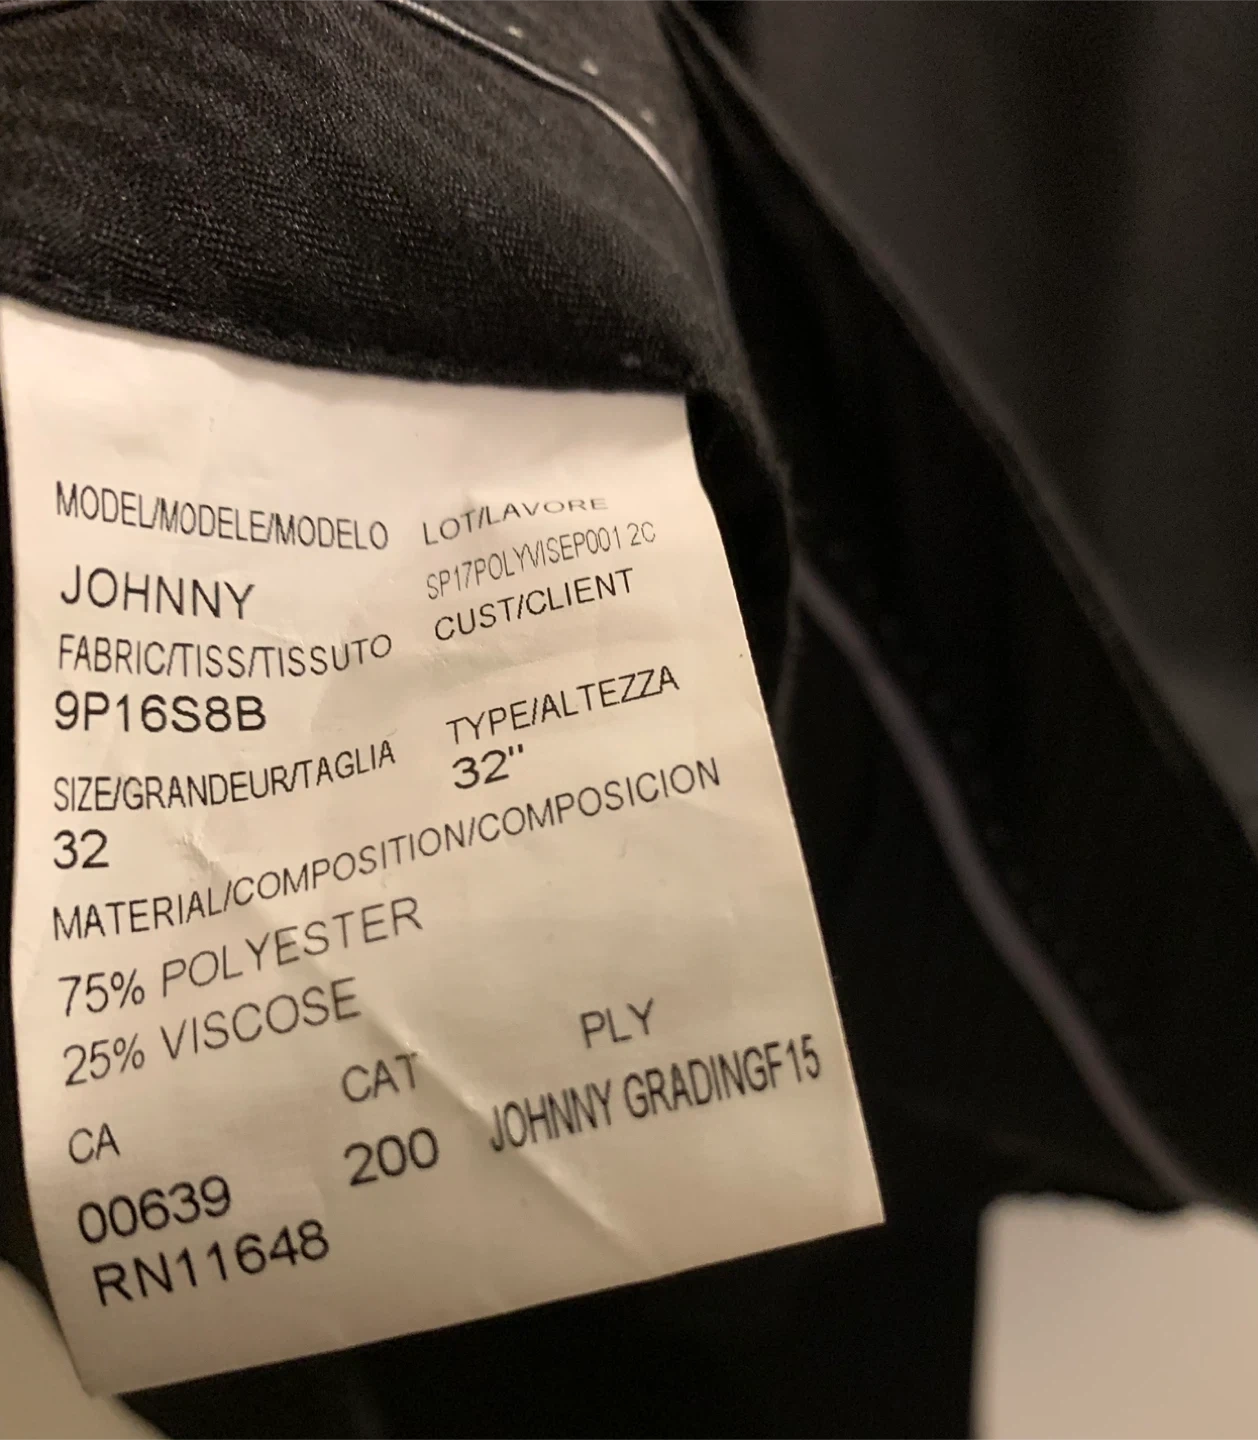 MODEL/MODELE/MODELO LOT/LAVORE
JOHNNY SP17POLYVISEP001 2C
CUST/CLIENT
FABRIC/TISS/TISSUTO
9P16S8B TYPE/ALTEZZA
SIZE/GRANDEUR/TAGLIA 32"
32
MATERIAL/COMPOSITION/COMPOSICION
75% POLYESTER
25% VISCOSE
CA CAT PLY
00639 200 JOHNNY GRADINGF15
RN11648